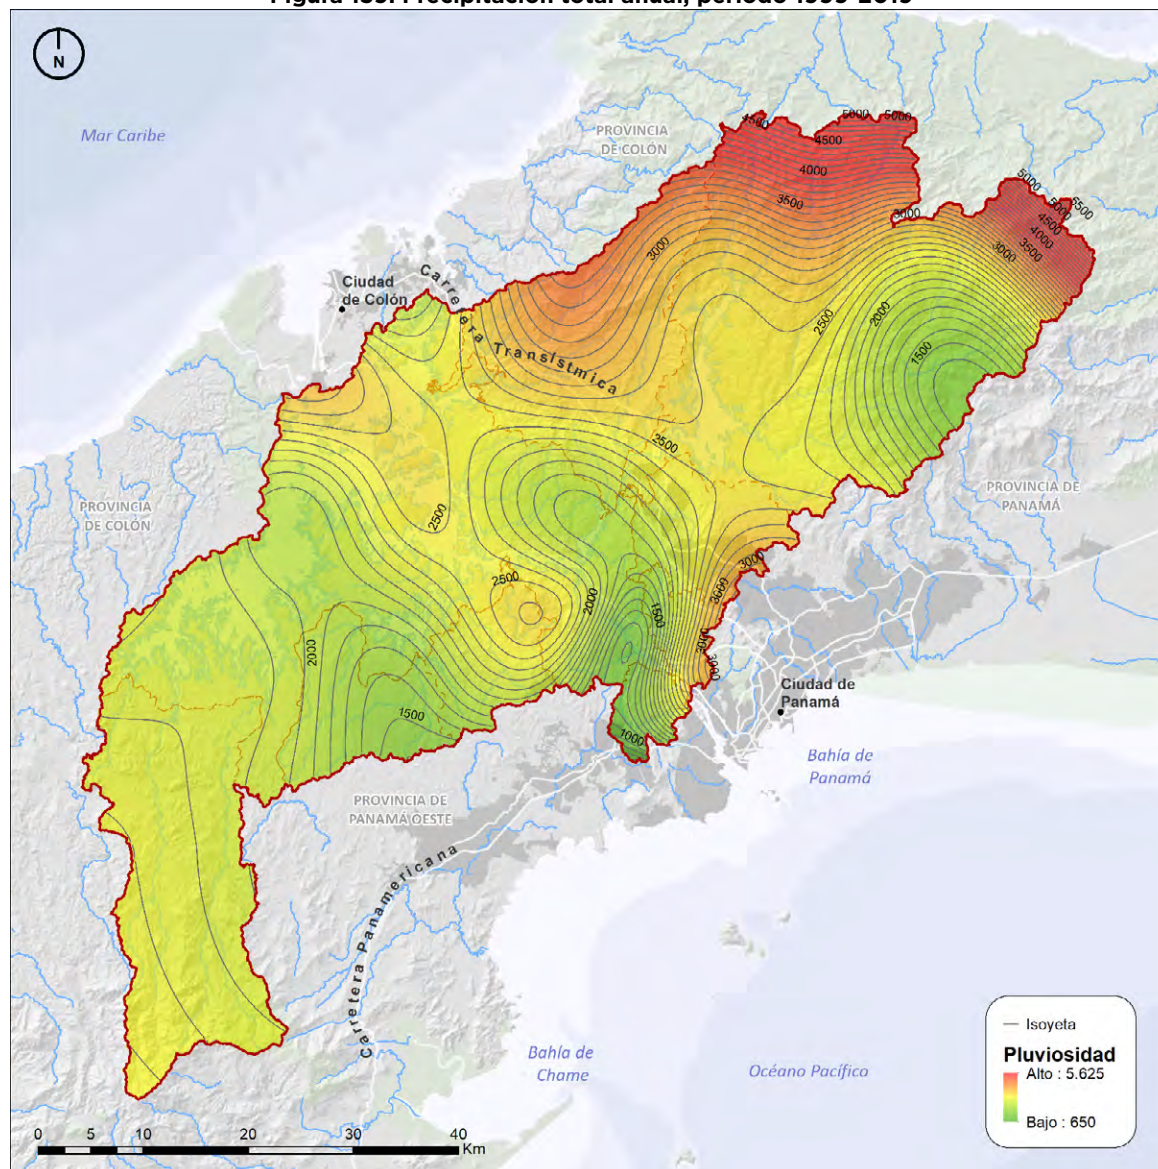 N
Mar Caribe
PROVINCIA
DE COLÓN
4500
5000
5000
4500
4000
3500
3000
3000
5000
5000
5500
4500
4000
3500
3000
Ciudad
de Colón
Carretera Transístmica
2500
2000
1500
2500
PROVINCIA DE
PANAMÁ
PROVINCIA
DE COLÓN
2500
2500
2000
1500
3000
3000
3000
3000
2000
1500
1000
Ciudad de
Panamá
Bahía de
Panamá
PROVINCIA DE
PANAMÁ OESTE
Carretera Panamericana
Bahía de
Chame
Océano Pacífico
Isoyeta
Pluviosidad
Alto : 5.625
Bajo : 650
0 5 10 20 30 40
Km